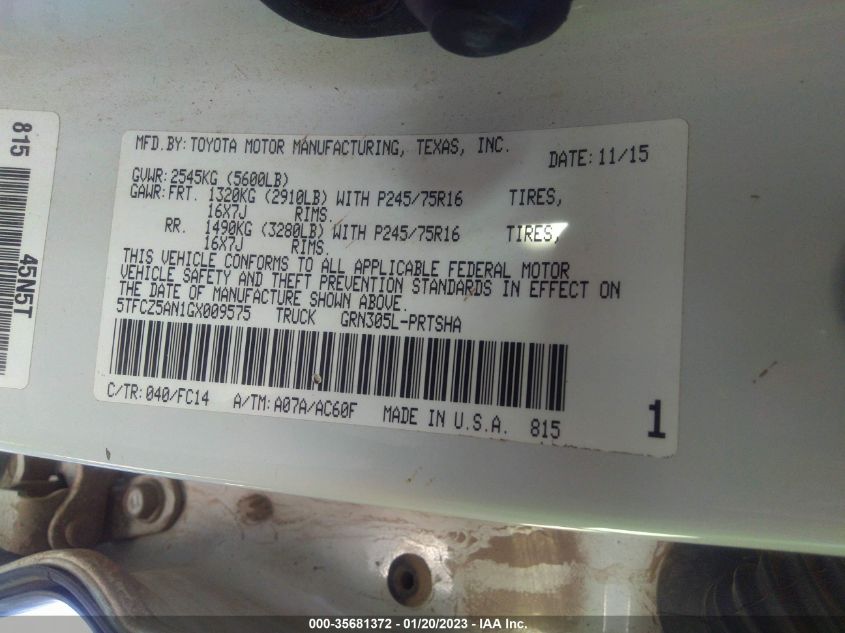 815
45N5T
MFD.BY: TOYOTA MOTOR MANUFACTURING, TEXAS, INC. DATE: 11/15
GVWR: 2545KG (5600LB)
GAWR: FRT. 1320KG (2910LB) WITH P245/75R16 TIRES,
16X7J RIMS.
RR. 1490KG (3280LB) WITH P245/75R16 TIRES,
16X7J RIMS.
THIS VEHICLE CONFORMS TO ALL APPLICABLE FEDERAL MOTOR
VEHICLE SAFETY AND THEFT PREVENTION STANDARDS IN EFFECT ON
THE DATE OF MANUFACTURE SHOWN ABOVE.
5TFCZ5AN1GX009575 TRUCK GRN305L-PRTSHA
C/TR: 040/FC14 A/TM: A07A/AC60F MADE IN U.S.A. 815
1
000-35681372 - 01/20/2023 - IAA Inc.